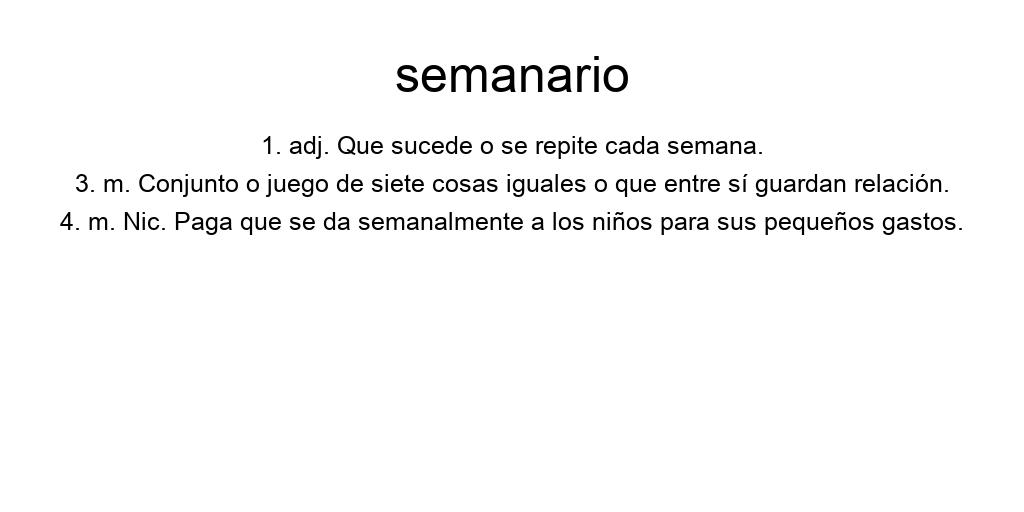 semanario
1. adj. Que sucede o se repite cada semana.
3. m. Conjunto o juego de siete cosas iguales o que entre sí guardan relación.
4. m. Nic. Paga que se da semanalmente a los niños para sus pequeños gastos.